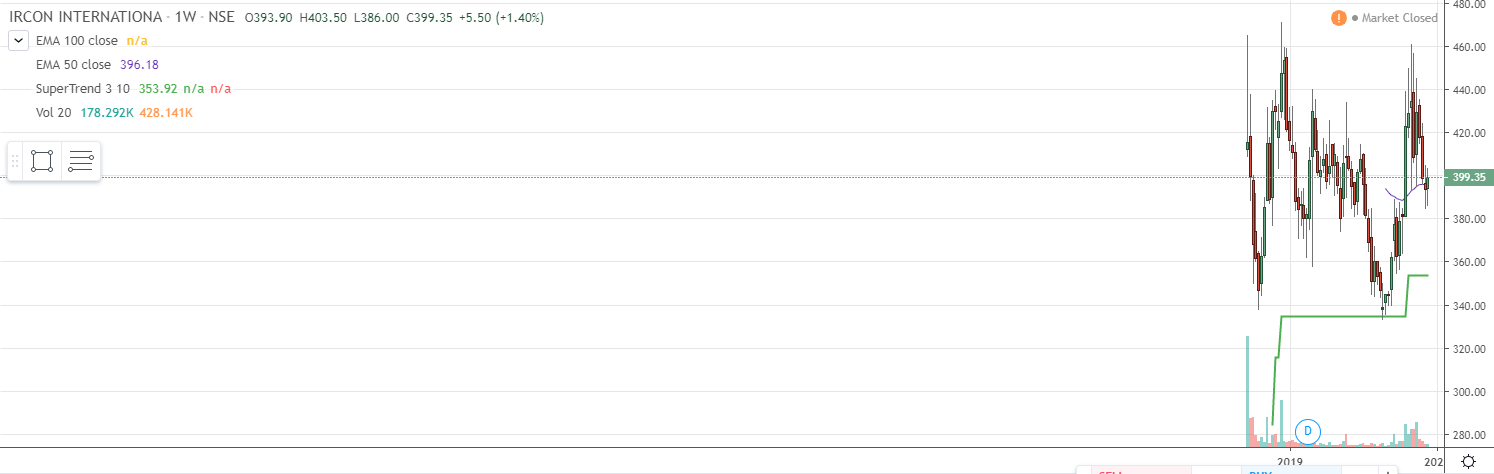 IRCON INTERNATIONA · 1W · NSE O393.90 H403.50 L386.00 C399.35 +5.50 (+1.40%)
! Market Closed
EMA 100 close n/a
EMA 50 close 396.18
SuperTrend 3 10 353.92 n/a n/a
Vol 20 178.292K 428.141K
480.00
460.00
440.00
420.00
399.35
380.00
360.00
340.00
320.00
300.00
280.00
D
2019
202
SELL
BUY